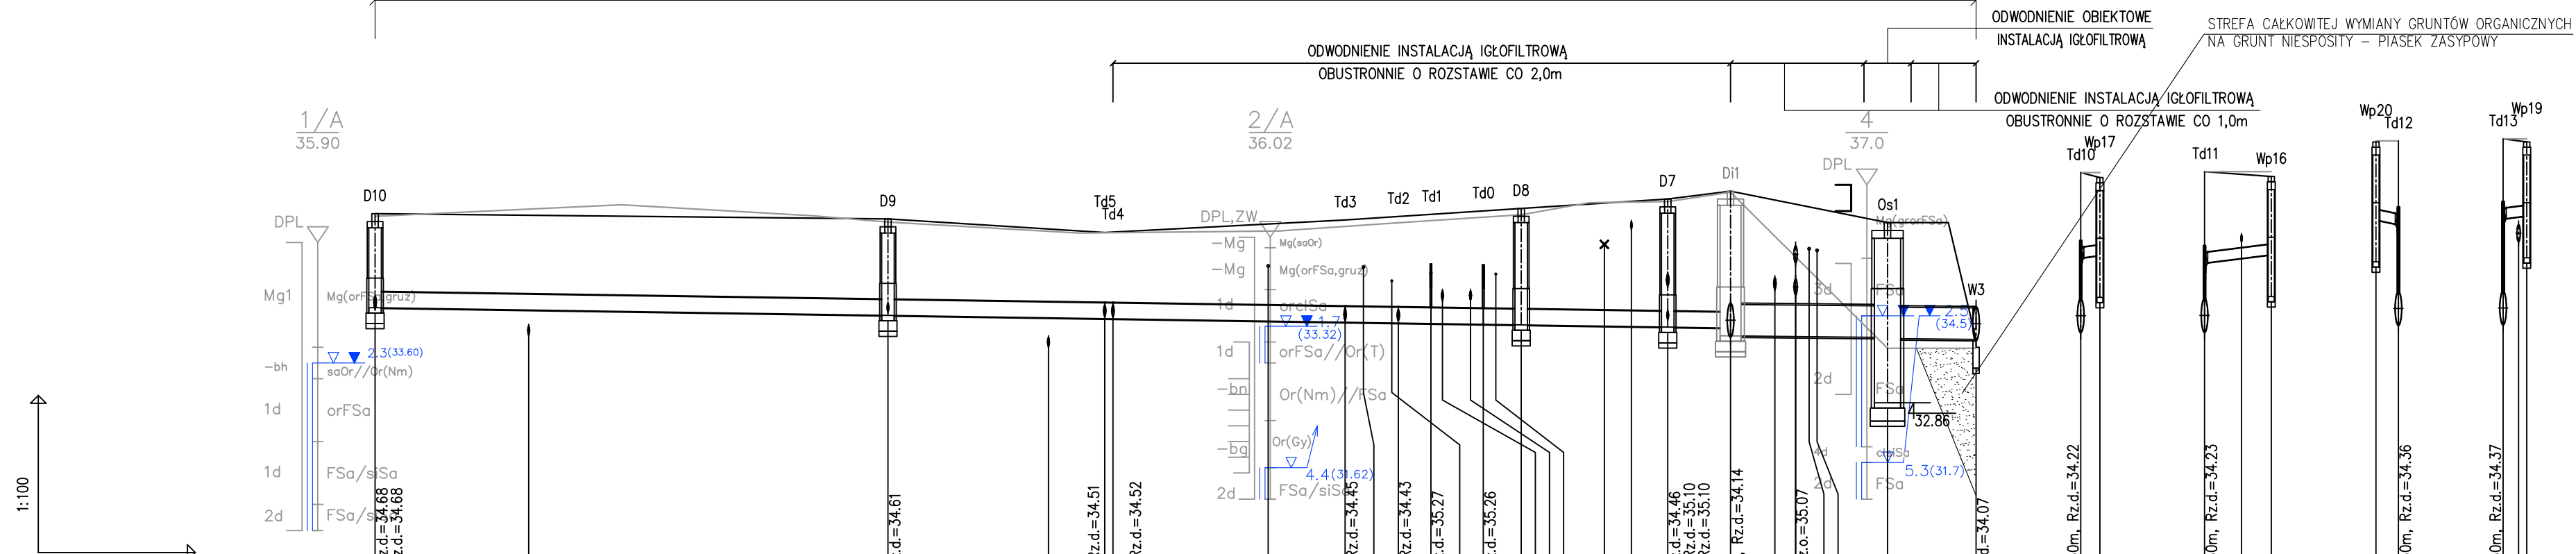 ODWODNIENIE OBIEKTOWE
INSTALACJĄ IGŁOFILTROWĄ
STREFA CAŁKOWITEJ WYMIANY GRUNTÓW ORGANICZNYCH
NA GRUNT NIESPOSITY – PIASEK ZASYPOWY
ODWODNIENIE INSTALACJĄ IGŁOFILTROWĄ
OBUSTRONNIE O ROZSTAWIE CO 2,0m
ODWODNIENIE INSTALACJĄ IGŁOFILTROWĄ
OBUSTRONNIE O ROZSTAWIE CO 1,0m
1/A
35.90
2/A
36.02
4
37.0
Wp20
Td12
Td13
Wp19
Td10
Wp17
Td11
Wp16
D10
D9
Td5
Td4
Td3
Td2
Td1
Td0
D8
D7
Di1
Os1
W3
DPL
DPL,ZW
DPL
Mg1
Mg(orFSa,gruz)
2.3(33.60)
-bh
saOr//Or(Nm)
1d
orFSa
1d
FSa/siSa
2d
-Mg
Mg(saOr)
-Mg
Mg(orFSa,gruz)
1d
orclSa
1.7
(33.32)
1d
orFSa//Or(T)
-bn
Or(Nm)//FSa
-bg
Or(Gy)
4.4(31.62)
2d
FSa/siSa
Mg(grorFSa)
3d
FSa
2.5
(34.5)
2d
FSa
32.86
4d
5.3(31.7)
2d
FSa
1:100
z.d.=34.68
Rz.d.=34.68
.d.=34.61
Rz.d.=34.51
Rz.d.=34.52
Rz.d.=34.45
Rz.d.=34.43
.d.=35.27
Rz.d.=35.26
.d.=34.46
Rz.d.=35.10
Rz.d.=35.10
, Rz.d.=34.14
z.o.=35.07
.d.=34.07
0m, Rz.d.=34.22
0m, Rz.d.=34.23
0m, Rz.d.=34.36
Rz.d.=34.37